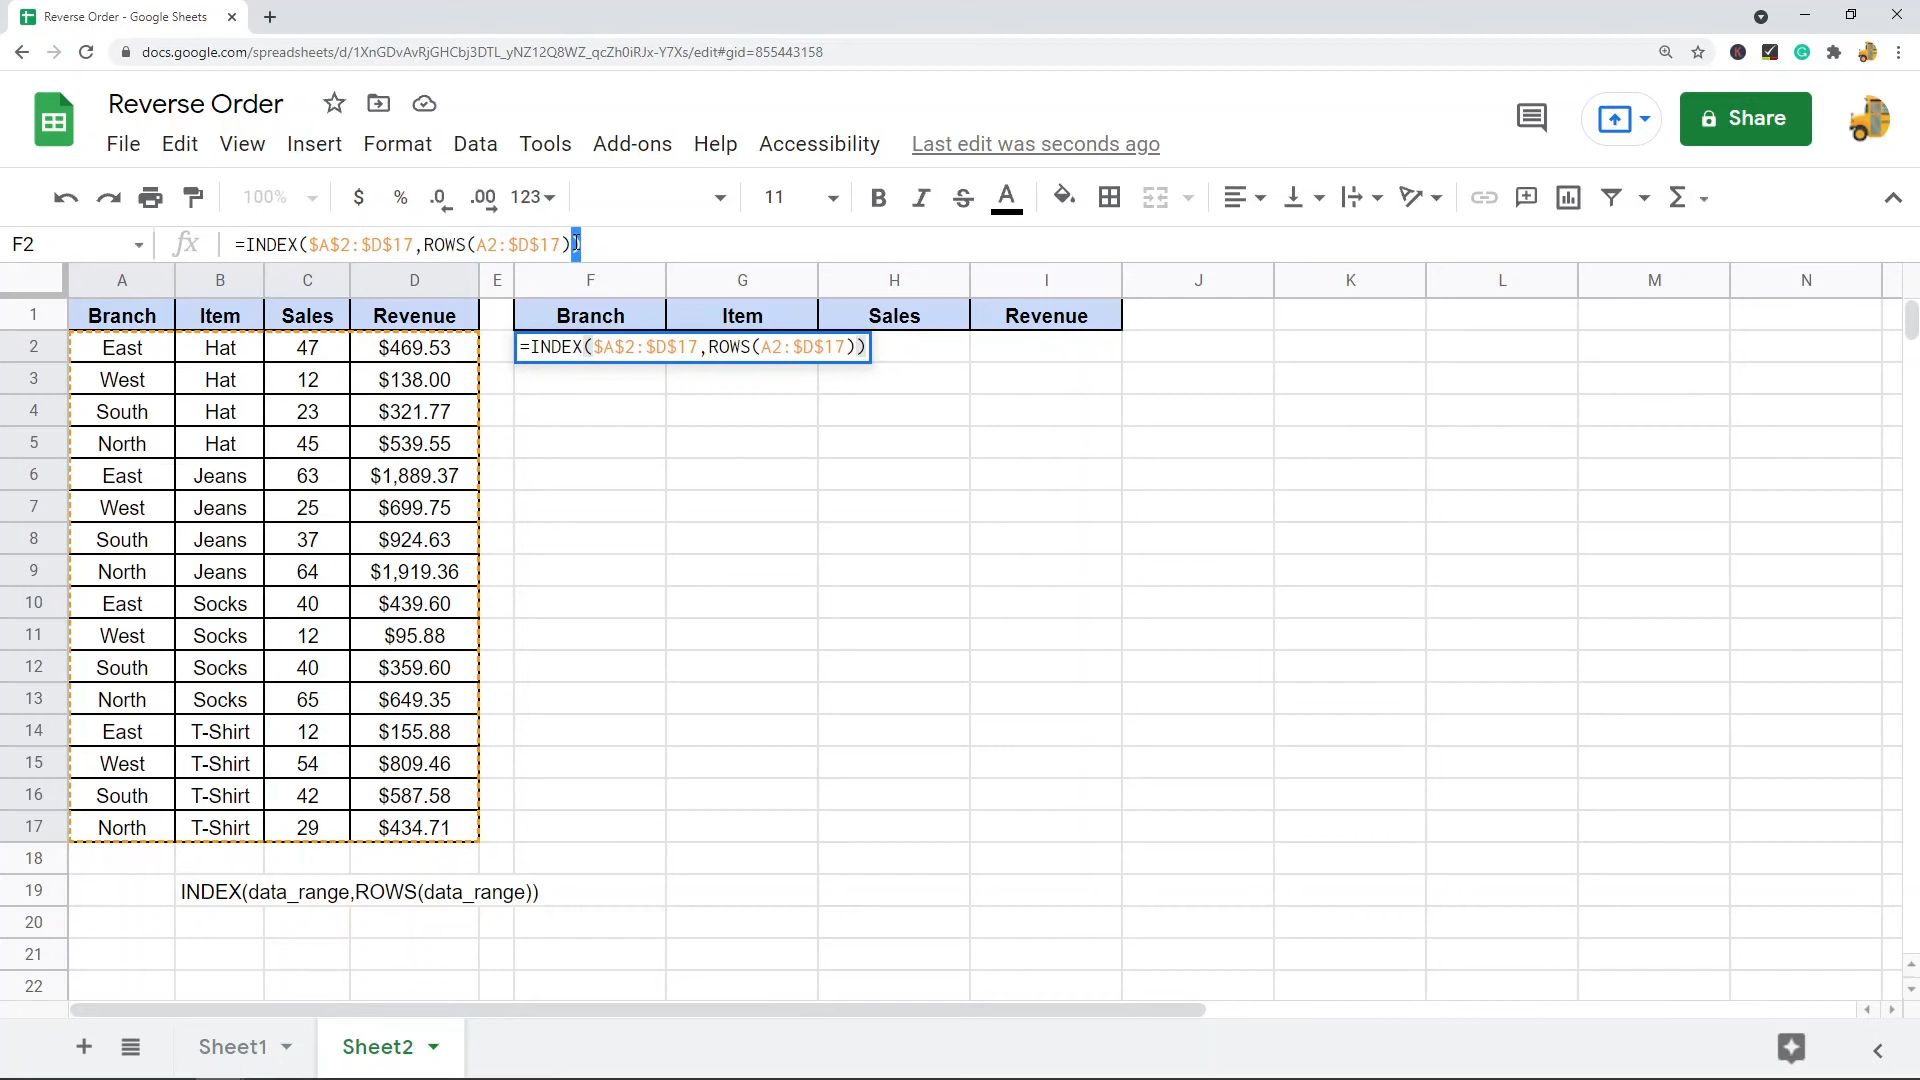 Reverse Order - Google Sheets
docs.google.com/spreadsheets/d/1XnGDvAvRjGHCbj3DTL_yNZ12Q8WZ_qcZh0iRJx-Y7Xs/edit#gid=855443158
Reverse Order
Share
File Edit View Insert Format Data Tools Add-ons Help Accessibility Last edit was seconds ago
100% $ % .0 .00 123 11 B I S A Σ
F2 fx =INDEX($A$2:$D$17,ROWS(A2:$D$17))
A B C D E F G H I J K L M N
1 Branch Item Sales Revenue Branch Item Sales Revenue
2 East Hat 47 $469.53 =INDEX($A$2:$D$17,ROWS(A2:$D$17))
3 West Hat 12 $138.00
4 South Hat 23 $321.77
5 North Hat 45 $539.55
6 East Jeans 63 $1,889.37
7 West Jeans 25 $699.75
8 South Jeans 37 $924.63
9 North Jeans 64 $1,919.36
10 East Socks 40 $439.60
11 West Socks 12 $95.88
12 South Socks 40 $359.60
13 North Socks 65 $649.35
14 East T-Shirt 12 $155.88
15 West T-Shirt 54 $809.46
16 South T-Shirt 42 $587.58
17 North T-Shirt 29 $434.71
18
19 INDEX(data_range,ROWS(data_range))
20
21
22
Sheet1 Sheet2